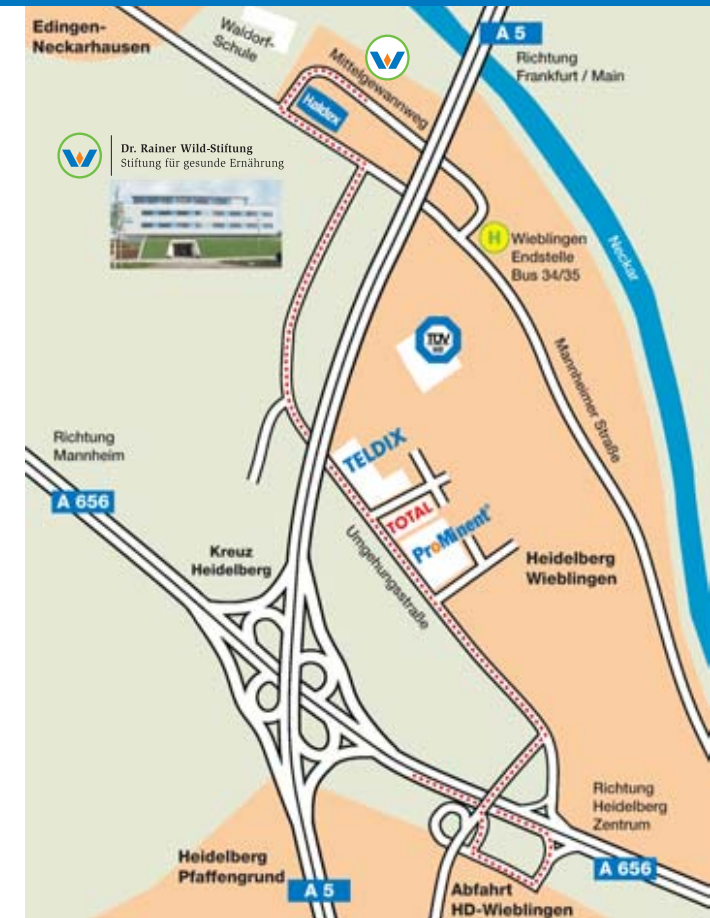 Edingen-
Neckarhausen
Waldorf-
Schule
Mittelgewannweg
A 5
Richtung
Frankfurt / Main
Haldex
Dr. Rainer Wild-Stiftung
Stiftung für gesunde Ernährung
H
Wieblingen
Endstelle
Bus 34/35
Neckar
TÜV
Mannheimer Straße
Richtung
Mannheim
A 656
TELDIX
TOTAL
ProMinent®
Umgehungsstraße
Kreuz
Heidelberg
Heidelberg
Wieblingen
Richtung
Heidelberg
Zentrum
A 656
Heidelberg
Pfaffengrund
A 5
Abfahrt
HD-Wieblingen